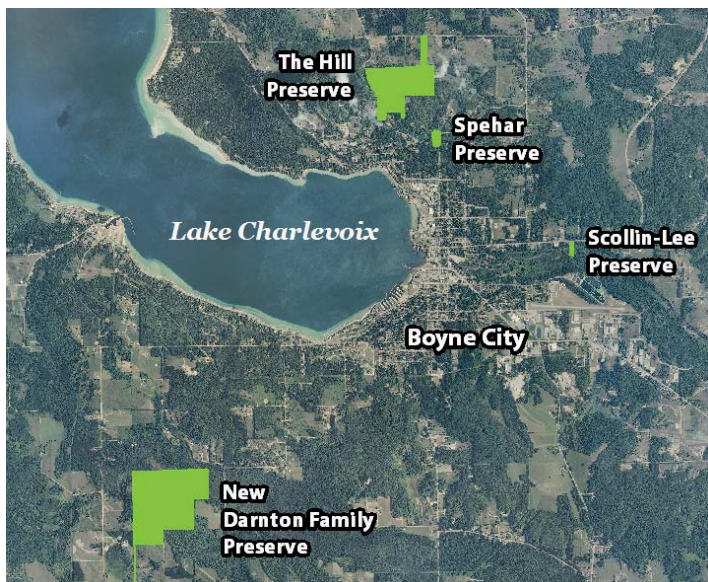 The Hill
Preserve
Spehar
Preserve
Lake Charlevoix
Scollin-Lee
Preserve
Boyne City
New
Darnton Family
Preserve